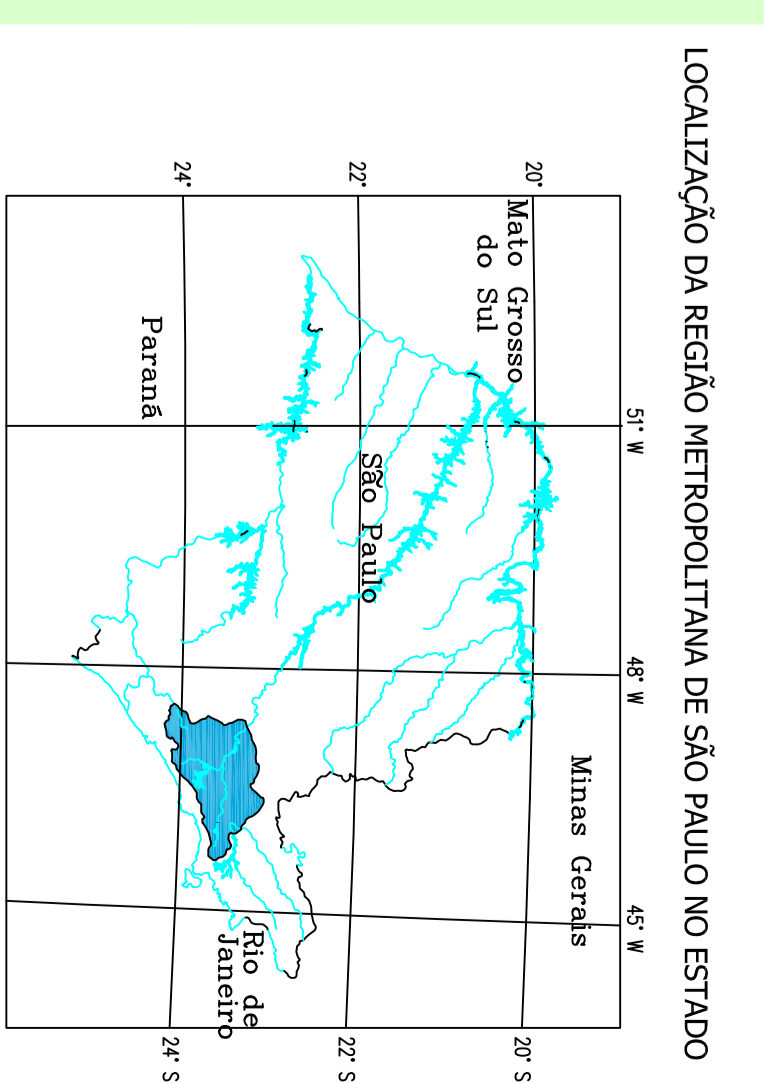 LOCALIZAÇÃO DA REGIÃO METROPOLITANA DE SÃO PAULO NO ESTADO
51° W
48° W
45° W
20°
20° S
Minas Gerais
Mato Grosso
do Sul
22°
22° S
São Paulo
Rio de
Janeiro
24°
24° S
Paraná